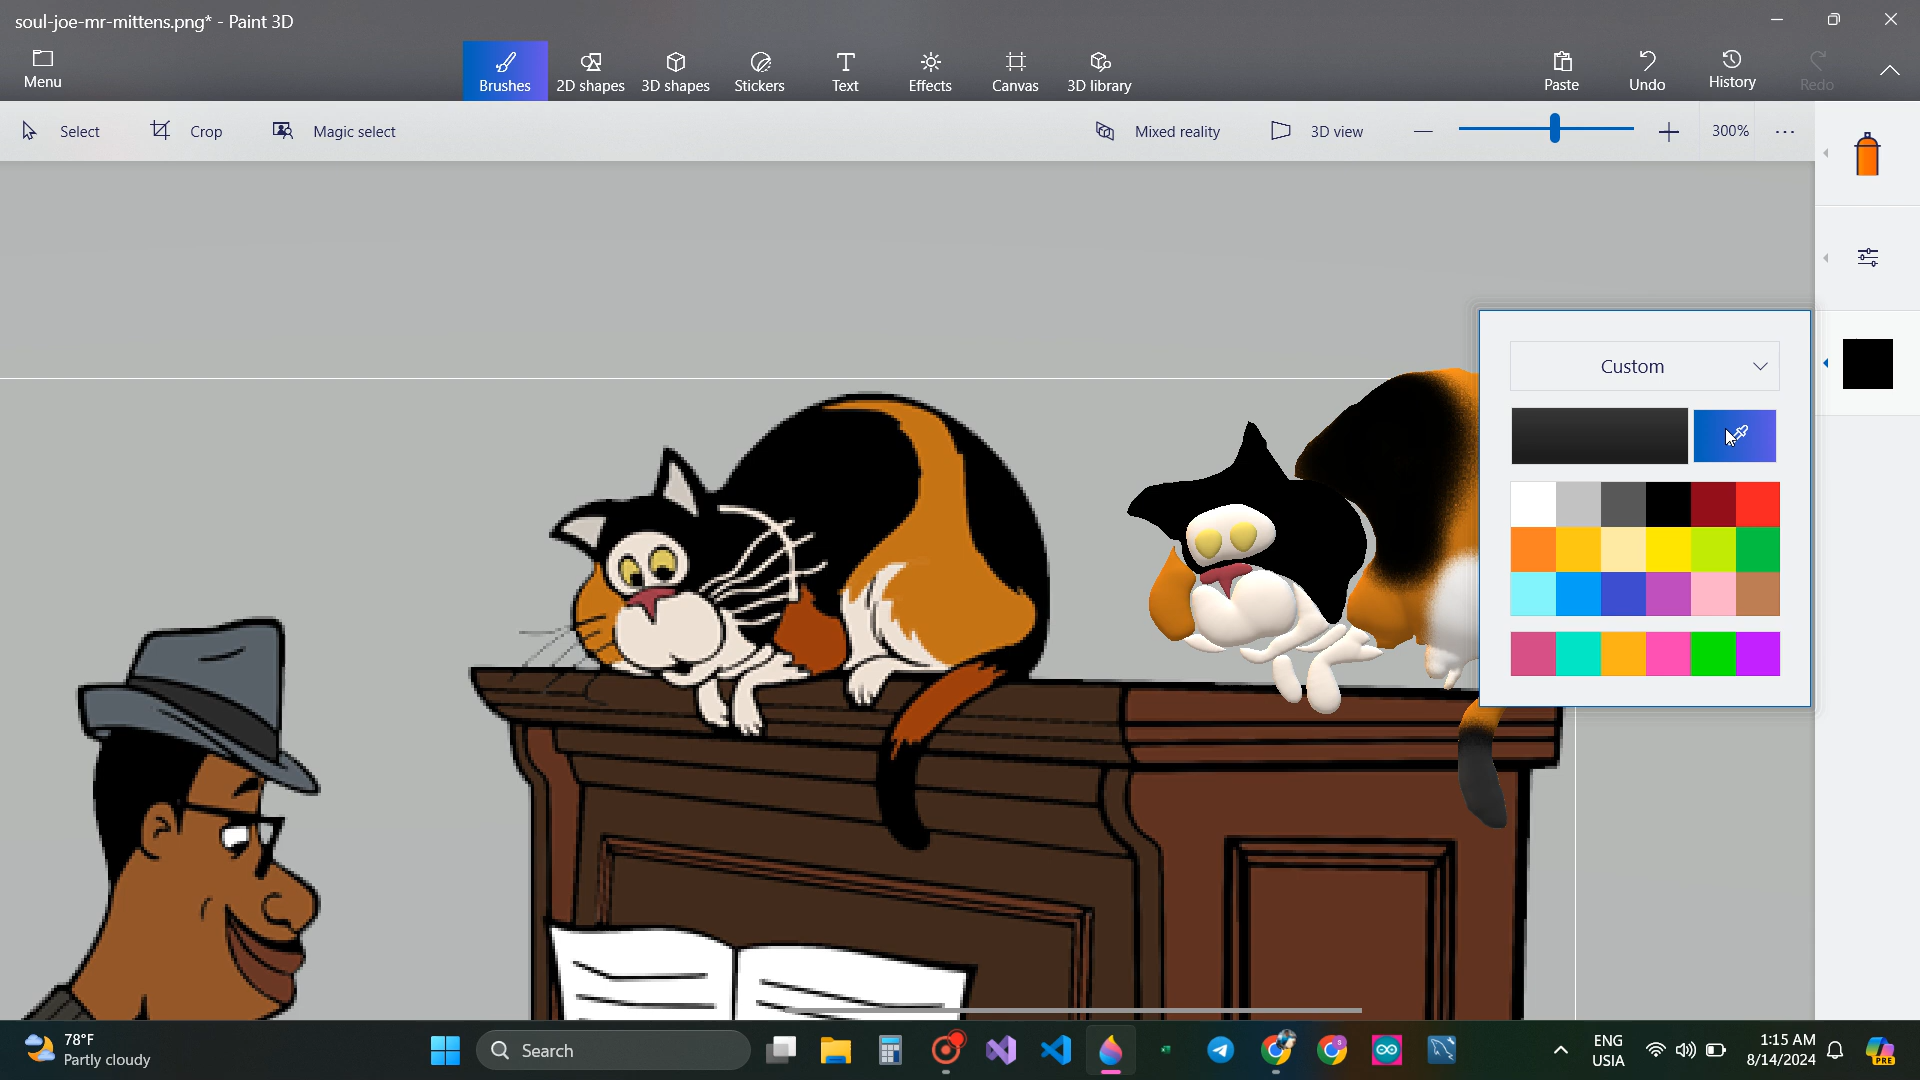 soul-joe-mr-mittens.png* - Paint 3D
Menu
Brushes
2D shapes
3D shapes
Stickers
Text
Effects
Canvas
3D library
Paste
Undo
History
Redo
Select
Crop
Magic select
Mixed reality
3D view
300%
Custom
78°F
Partly cloudy
Search
ENG
USIA
1:15 AM
8/14/2024
PRE